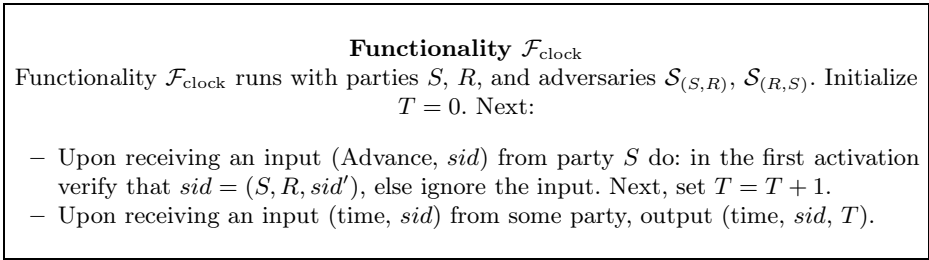 Functionality 𝓕clock
Functionality 𝓕clock runs with parties S, R, and adversaries 𝓢(S,R), 𝓢(R,S). Initialize
T = 0. Next:
– Upon receiving an input (Advance, sid) from party S do: in the first activation
verify that sid = (S, R, sid′), else ignore the input. Next, set T = T + 1.
– Upon receiving an input (time, sid) from some party, output (time, sid, T).